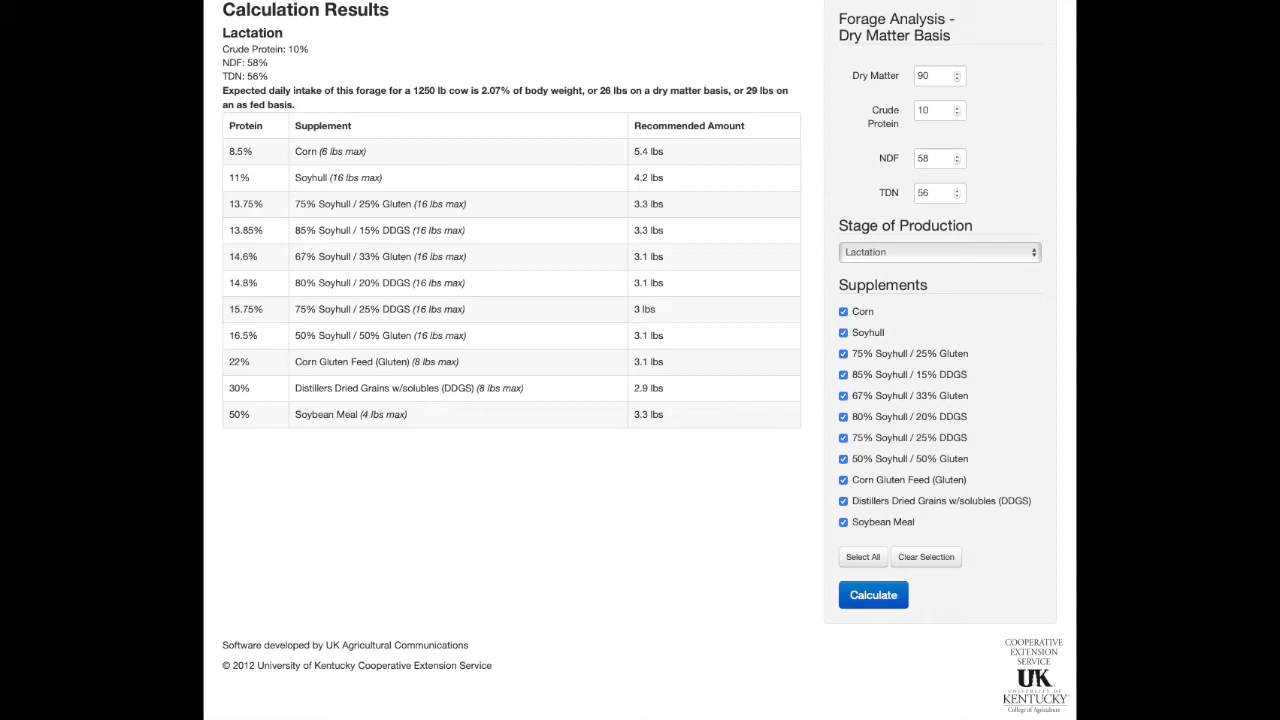 Calculation Results
Lactation
Crude Protein: 10%
NDF: 58%
TDN: 56%
Expected daily intake of this forage for a 1250 lb cow is 2.07% of body weight, or 26 lbs on a dry matter basis, or 29 lbs on
an as fed basis.
Protein Supplement Recommended Amount
8.5% Corn (6 lbs max) 5.4 lbs
11% Soyhull (16 lbs max) 4.2 lbs
13.75% 75% Soyhull / 25% Gluten (16 lbs max) 3.3 lbs
13.85% 85% Soyhull / 15% DDGS (16 lbs max) 3.3 lbs
14.6% 67% Soyhull / 33% Gluten (16 lbs max) 3.1 lbs
14.8% 80% Soyhull / 20% DDGS (16 lbs max) 3.1 lbs
15.75% 75% Soyhull / 25% DDGS (16 lbs max) 3 lbs
16.5% 50% Soyhull / 50% Gluten (16 lbs max) 3.1 lbs
22% Corn Gluten Feed (Gluten) (8 lbs max) 3.1 lbs
30% Distillers Dried Grains w/solubles (DDGS) (8 lbs max) 2.9 lbs
50% Soybean Meal (4 lbs max) 3.3 lbs
Forage Analysis -
Dry Matter Basis
Dry Matter 90
Crude 10
Protein
NDF 58
TDN 56
Stage of Production
Lactation
Supplements
Corn
Soyhull
75% Soyhull / 25% Gluten
85% Soyhull / 15% DDGS
67% Soyhull / 33% Gluten
80% Soyhull / 20% DDGS
75% Soyhull / 25% DDGS
50% Soyhull / 50% Gluten
Corn Gluten Feed (Gluten)
Distillers Dried Grains w/solubles (DDGS)
Soybean Meal
Select All Clear Selection
Calculate
Software developed by UK Agricultural Communications
© 2012 University of Kentucky Cooperative Extension Service
COOPERATIVE
EXTENSION
SERVICE
UK
UNIVERSITY OF
KENTUCKY
College of Agriculture